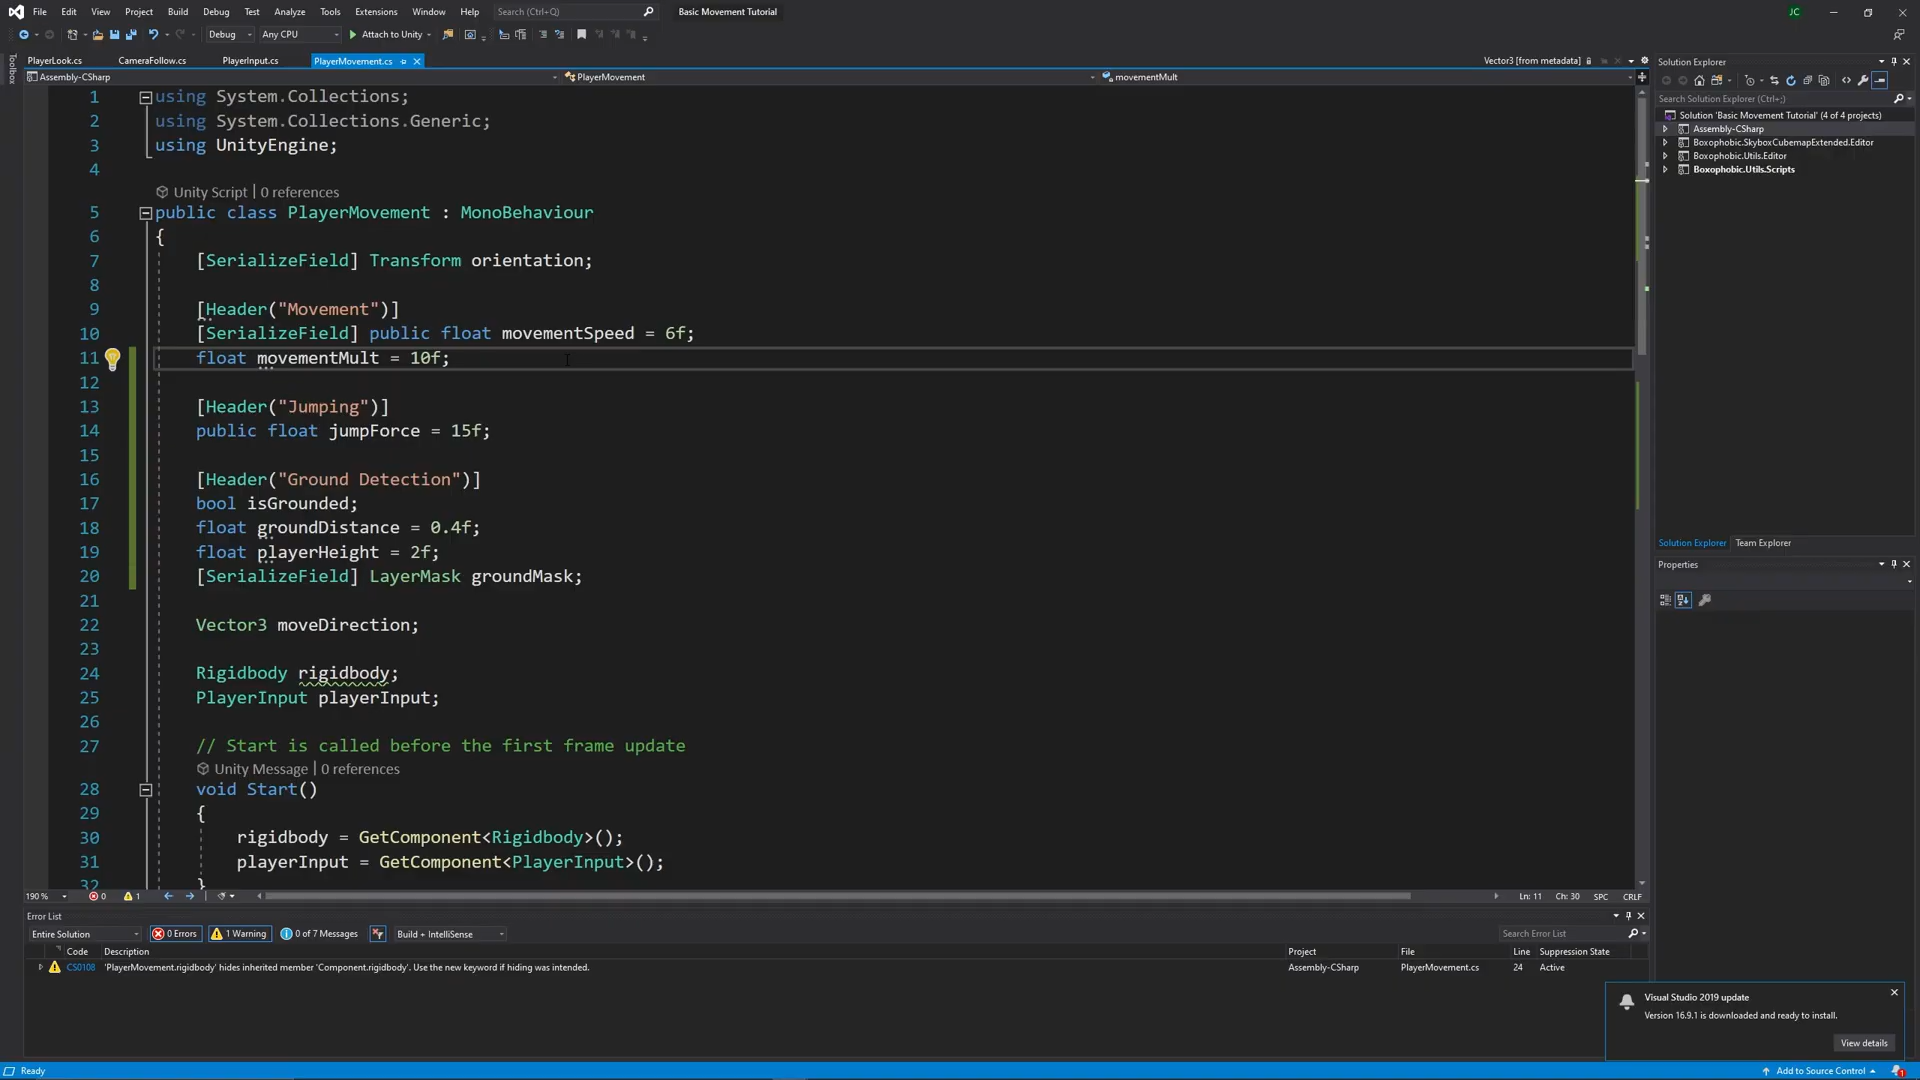 File Edit View Project Build Debug Test Analyze Tools Extensions Window Help Search (Ctrl+Q) Basic Movement Tutorial JC
Debug Any CPU Attach to Unity
Toolbox
PlayerLook.cs CameraFollow.cs PlayerInput.cs PlayerMovement.cs Vector3 [from metadata]
Assembly-CSharp PlayerMovement movementMult
1 using System.Collections;
2 using System.Collections.Generic;
3 using UnityEngine;
4
Unity Script | 0 references
5 public class PlayerMovement : MonoBehaviour
6 {
7 [SerializeField] Transform orientation;
8
9 [Header("Movement")]
10 [SerializeField] public float movementSpeed = 6f;
11 float movementMult = 10f;
12
13 [Header("Jumping")]
14 public float jumpForce = 15f;
15
16 [Header("Ground Detection")]
17 bool isGrounded;
18 float groundDistance = 0.4f;
19 float playerHeight = 2f;
20 [SerializeField] LayerMask groundMask;
21
22 Vector3 moveDirection;
23
24 Rigidbody rigidbody;
25 PlayerInput playerInput;
26
27 // Start is called before the first frame update
Unity Message | 0 references
28 void Start()
29 {
30 rigidbody = GetComponent<Rigidbody>();
31 playerInput = GetComponent<PlayerInput>();
32 }
190 % 0 1 Ln: 11 Ch: 30 SPC CRLF
Error List
Entire Solution 0 Errors 1 Warning 0 of 7 Messages Build + IntelliSense Search Error List
Code Description Project File Line Suppression State
CS0108 'PlayerMovement.rigidbody' hides inherited member 'Component.rigidbody'. Use the new keyword if hiding was intended. Assembly-CSharp PlayerMovement.cs 24 Active
Solution Explorer
Search Solution Explorer (Ctrl+;)
Solution 'Basic Movement Tutorial' (4 of 4 projects)
Assembly-CSharp
Boxophobic.SkyboxCubemapExtended.Editor
Boxophobic.Utils.Editor
Boxophobic.Utils.Scripts
Solution Explorer Team Explorer
Properties
Visual Studio 2019 update
Version 16.9.1 is downloaded and ready to install.
View details
Ready Add to Source Control 1